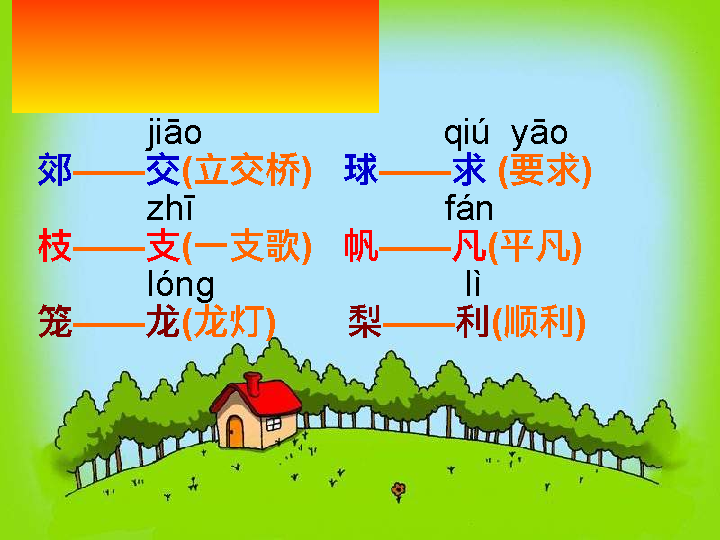 jiāo qiú yāo
郊——交(立交桥) 球——求 (要求)
zhī fán
枝——支(一支歌) 帆——凡(平凡)
lóng lì
笼——龙(龙灯) 梨——利(顺利)